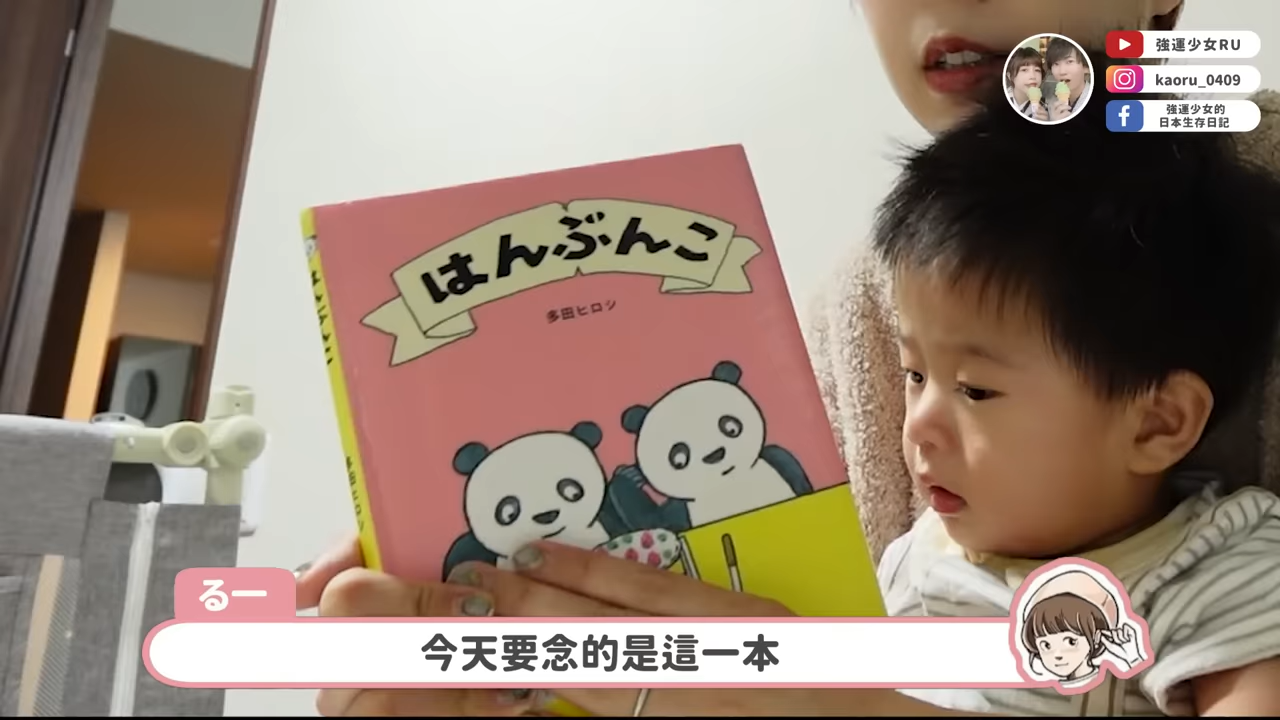 強運少女RU
kaoru_0409
強運少女的
日本生存日記
はんぶんこ
多田ヒロシ
るー
今天要念的是這一本